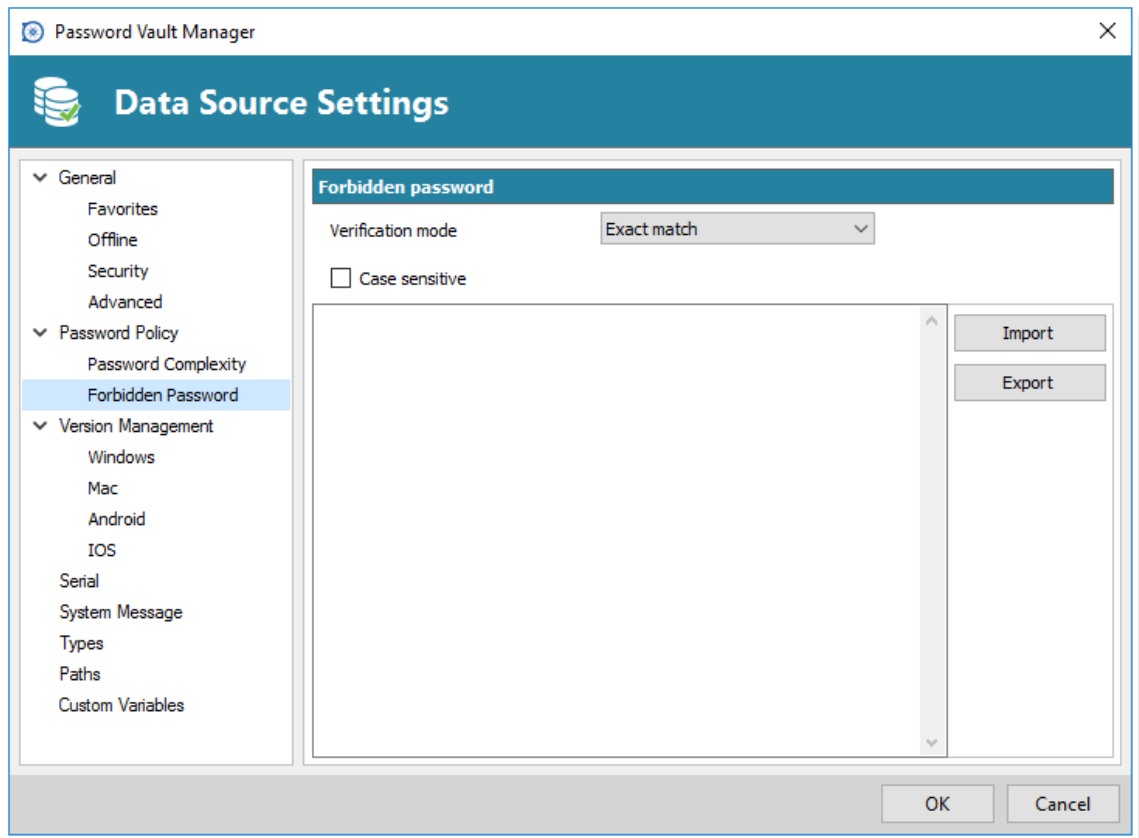 Password Vault Manager
Data Source Settings
General
Favorites
Offline
Security
Advanced
Password Policy
Password Complexity
Forbidden Password
Version Management
Windows
Mac
Android
IOS
Serial
System Message
Types
Paths
Custom Variables
Forbidden password
Verification mode Exact match
Case sensitive
Import
Export
OK Cancel